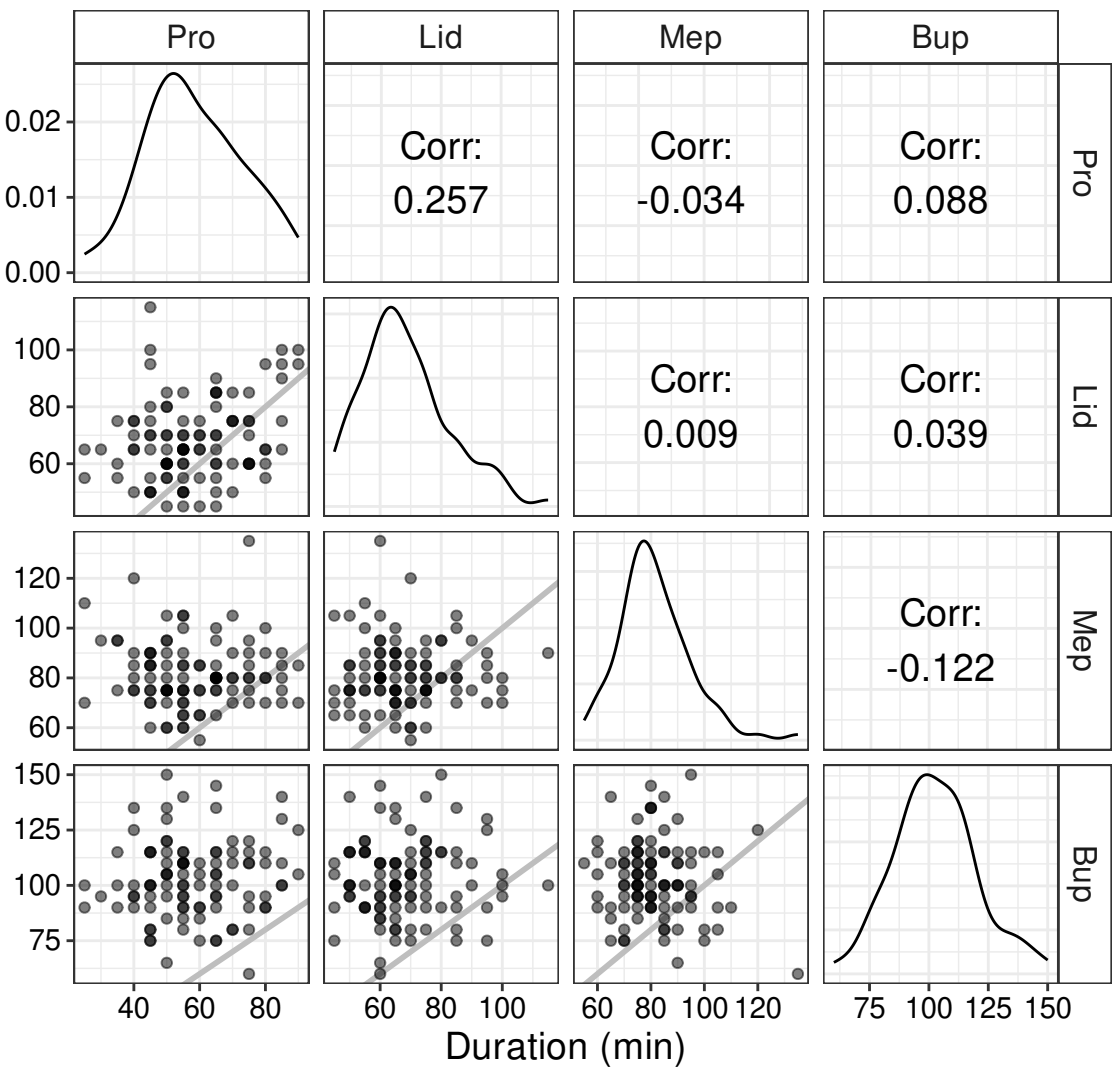 Pro Lid Mep Bup
0.02
0.01
0.00
Corr:
0.257
Corr:
-0.034
Corr:
0.088
Pro
100
80
60
Corr:
0.009
Corr:
0.039
Lid
120
100
80
60
Corr:
-0.122
Mep
150
125
100
75
Bup
40 60 80 60 80 100 60 80 100 120 75 100 125 150
Duration (min)